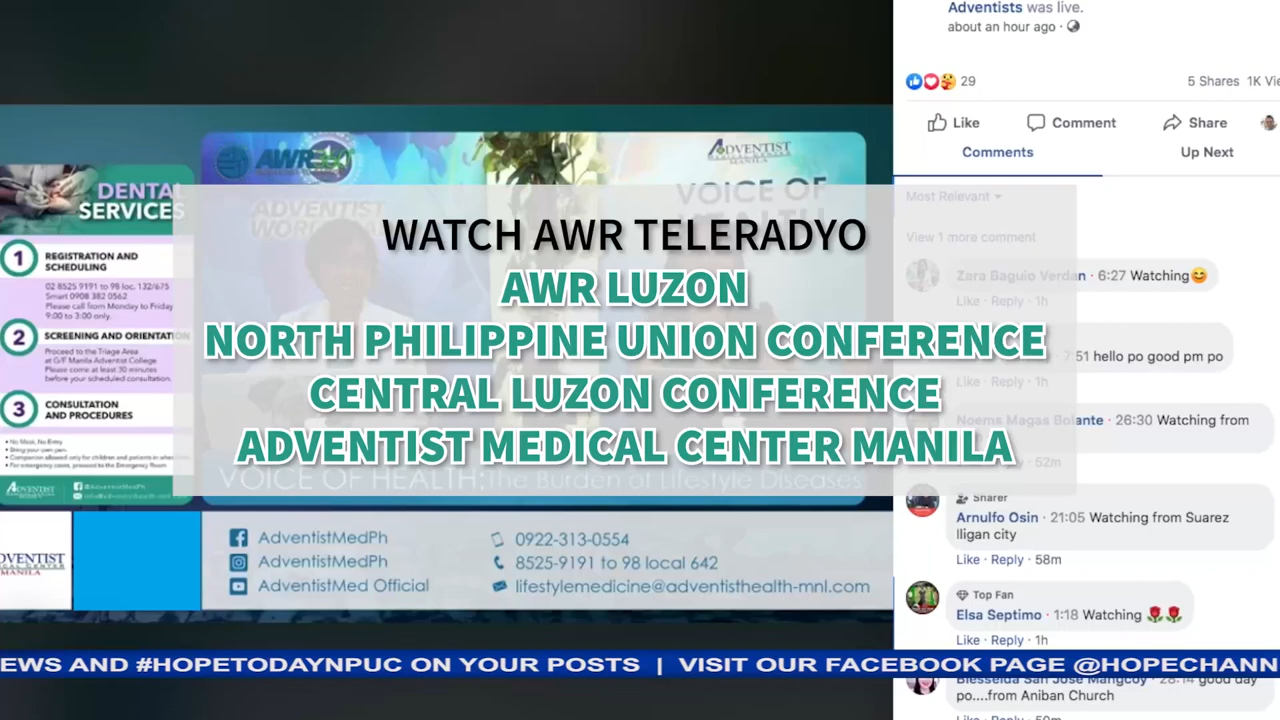 Adventists was live.
about an hour ago
29
5 Shares 1K
Like Comment Share
Comments Up Next
Most Relevant
View 1 more comment
Zara Baguio Verdan · 6:27 Watching😊
Like · Reply · 1h
7:51 hello po good pm po
Like · Reply · 1h
Noems Magas Bolante · 26:30 Watching from
Like · Reply · 52m
Sharer
Arnulfo Osin · 21:05 Watching from Suarez
Iligan city
Like · Reply · 58m
Top Fan
Elsa Septimo · 1:18 Watching 🌹🌹
Like · Reply · 1h
Blesselda San Jose Mangcoy · 28:14 good day
po....from Aniban Church
Like · Reply · 50m
DENTAL
SERVICES
1
REGISTRATION AND
SCHEDULING
02 8525 9191 to 98 loc. 132/675
Smart 0908 382 0562
Please call from Monday to Friday
9:00 to 3:00 only.
2
SCREENING AND ORIENTATION
Proceed to the Triage Area
at G/F Manila Adventist College
Please come at least 30 minutes
before your scheduled consultation.
3
CONSULTATION
AND PROCEDURES
• No Mask, No Entry
• Bring your own pen
ADVENTIST
@AdventistMedPh
AWR
ADVENTIST
ADVENTIST
MANILA
VOICE OF
WATCH AWR TELERADYO
AWR LUZON
NORTH PHILIPPINE UNION CONFERENCE
CENTRAL LUZON CONFERENCE
ADVENTIST MEDICAL CENTER MANILA
VOICE OF HEALTH: The Burden of Lifestyle Diseases
AdventistMedPh
AdventistMedPh
AdventistMed Official
0922-313-0554
8525-9191 to 98 local 642
lifestylemedicine@adventisthealth-mnl.com
MANILA
EWS AND #HOPETODAYNPUC ON YOUR POSTS | VISIT OUR FACEBOOK PAGE @HOPECHANN